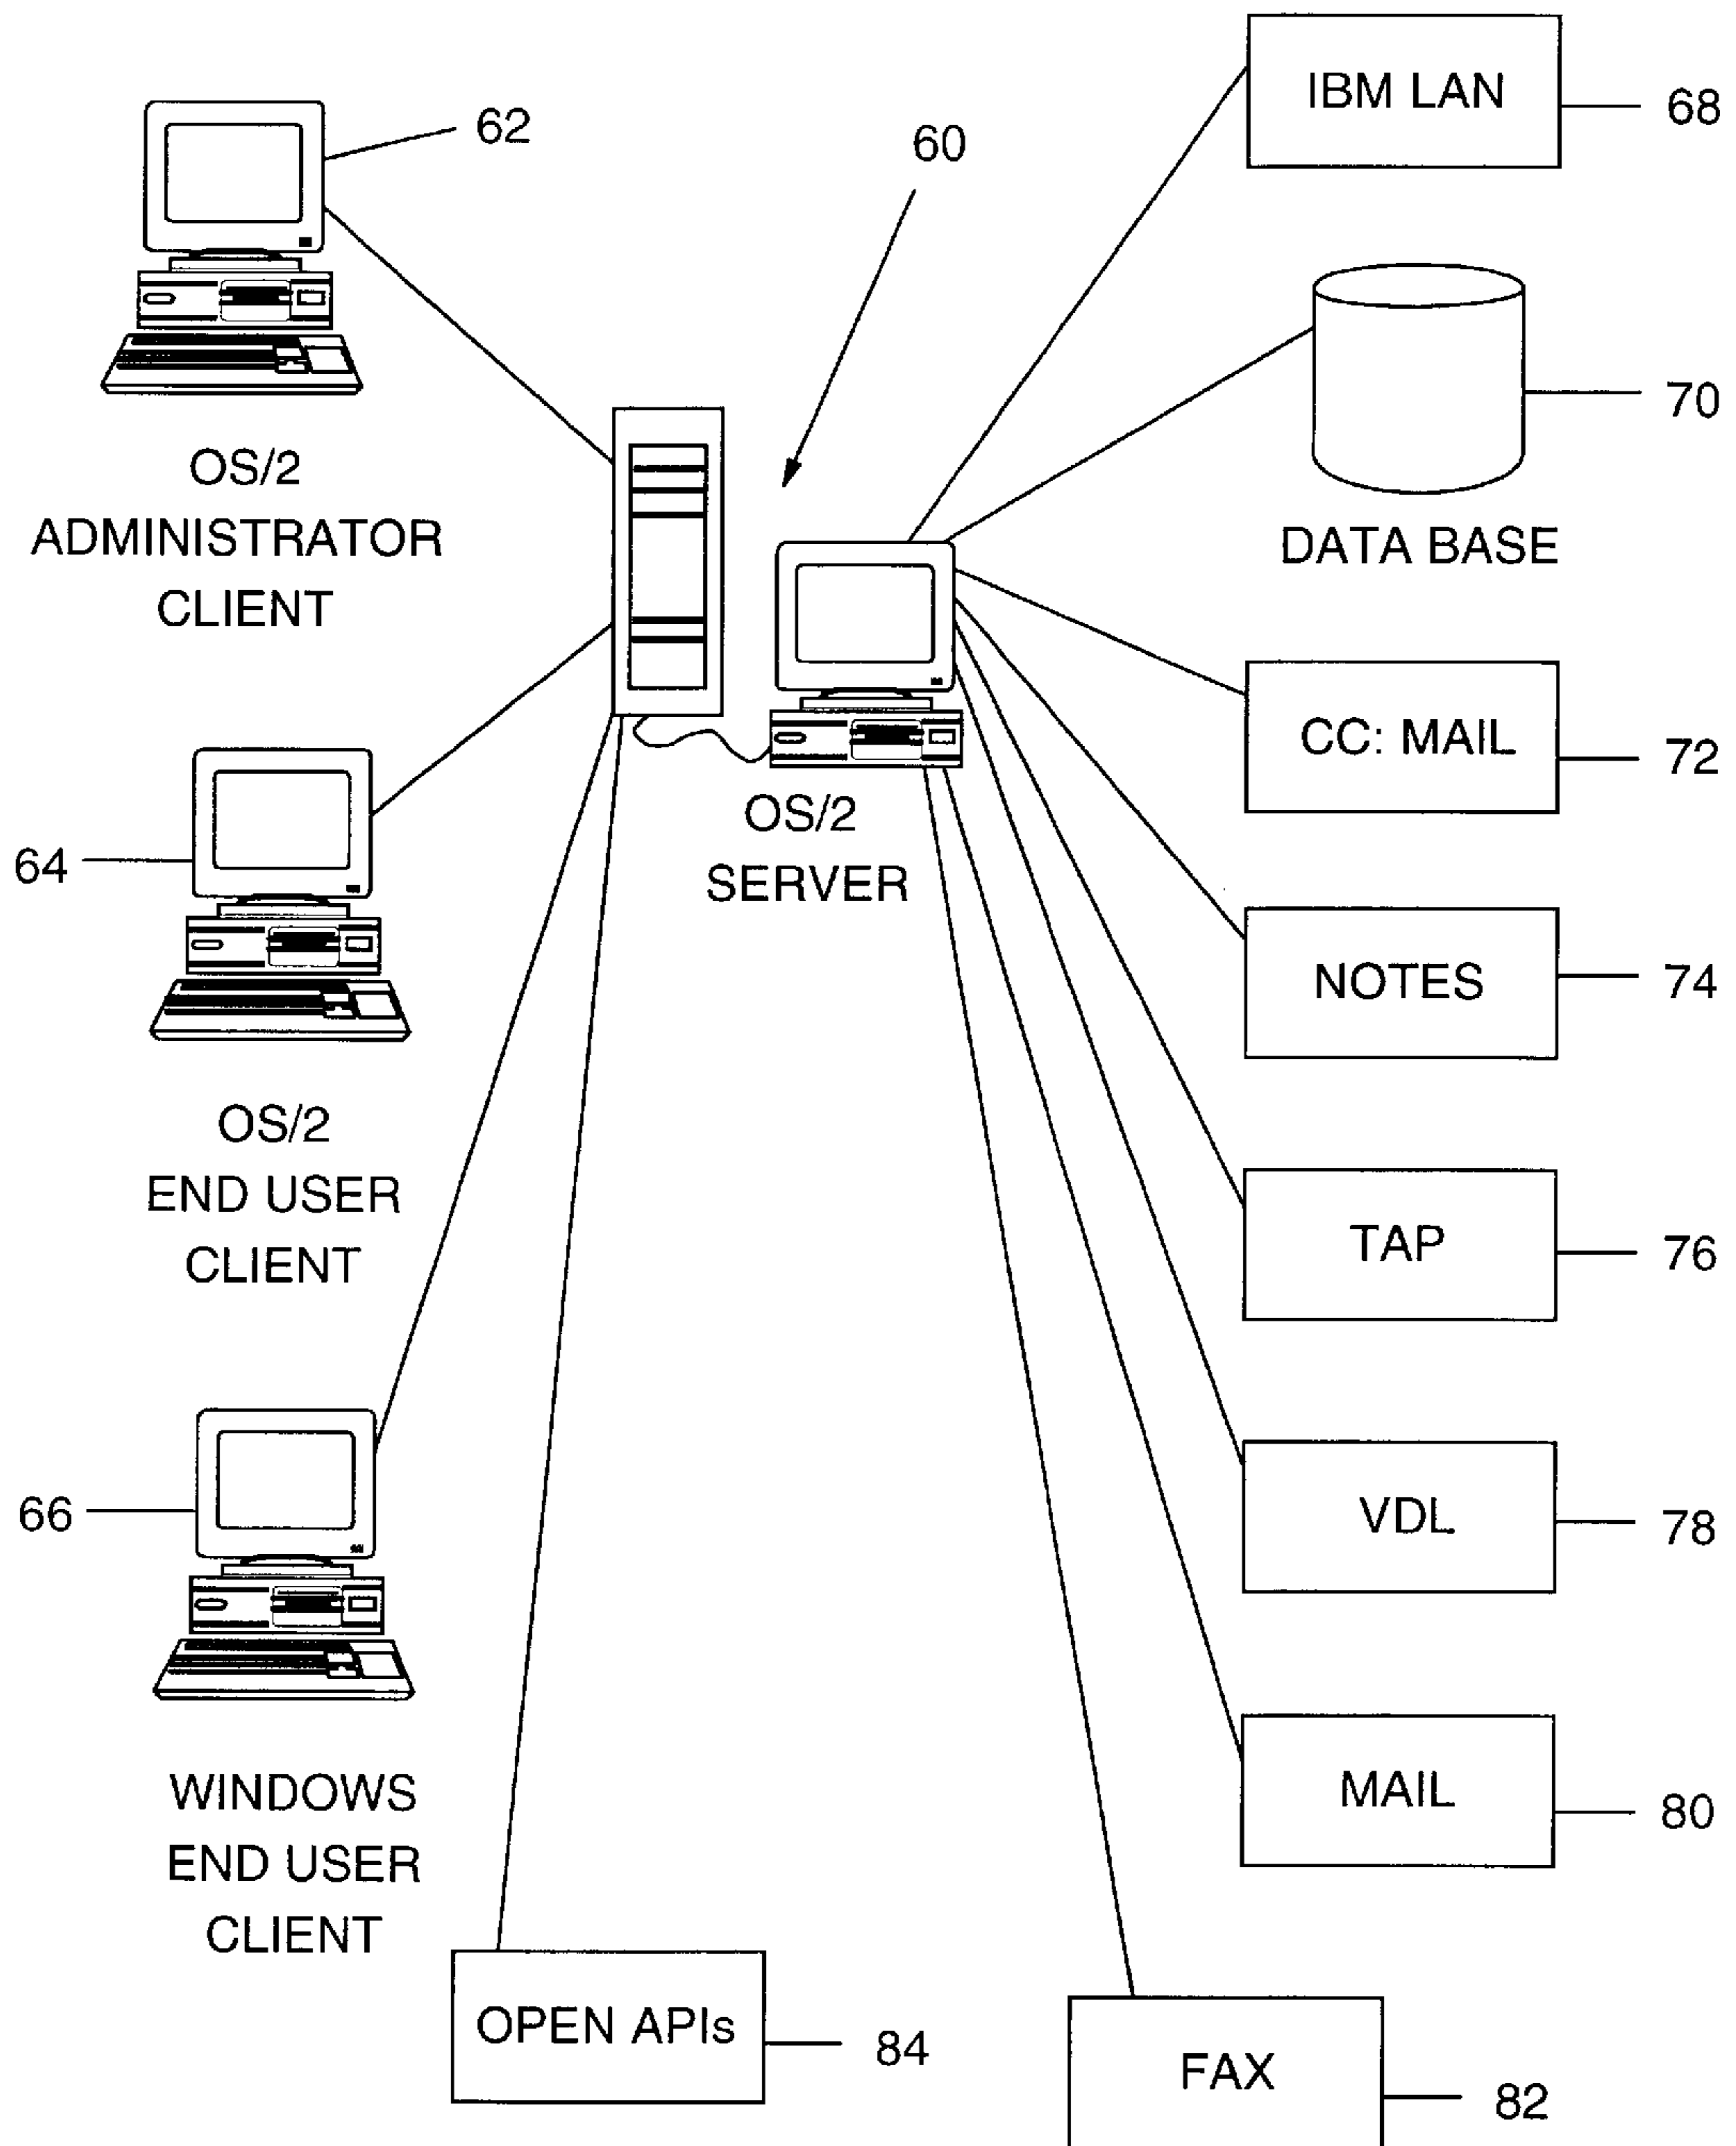 IBM LAN
68
62
60
70
OS/2
ADMINISTRATOR
CLIENT
DATA BASE
CC: MAIL
72
OS/2
SERVER
64
NOTES
74
OS/2
END USER
CLIENT
TAP
76
66
VDL
78
WINDOWS
END USER
CLIENT
MAIL
80
OPEN APIs
84
FAX
82